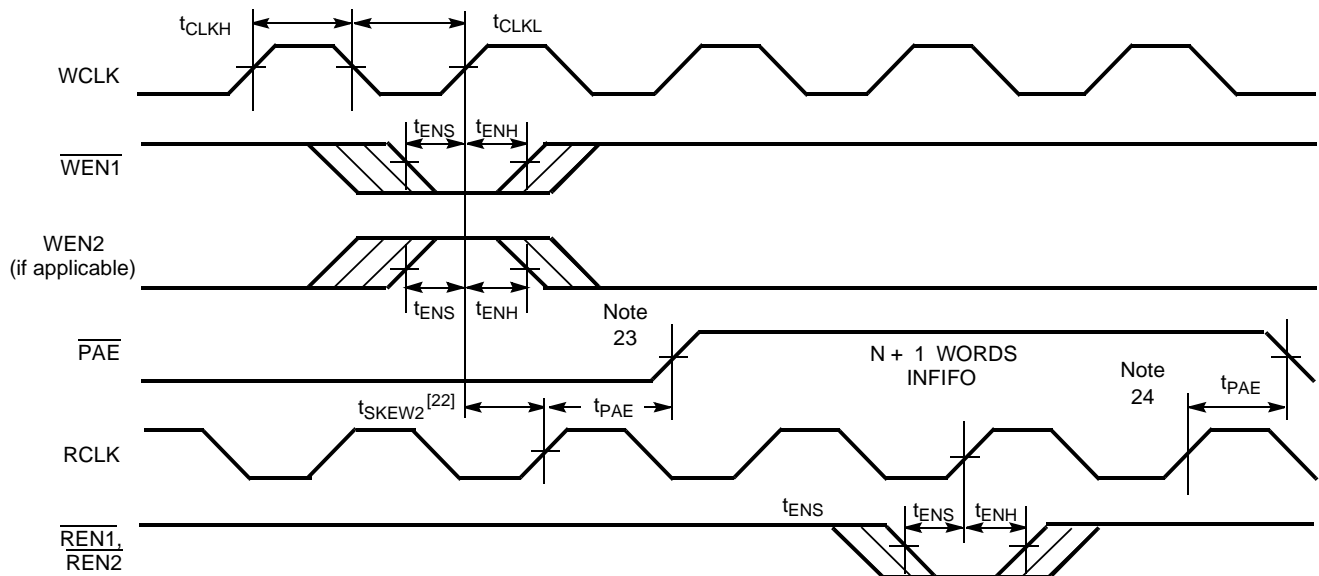 tCLKH
tCLKL
WCLK
tENS
tENH
WEN1
WEN2
(if applicable)
tENS
tENH
Note
23
PAE
N + 1 WORDS
INFIFO
Note
24
tPAE
tSKEW2[22]
tPAE
RCLK
tENS
tENS
tENH
REN1,
REN2